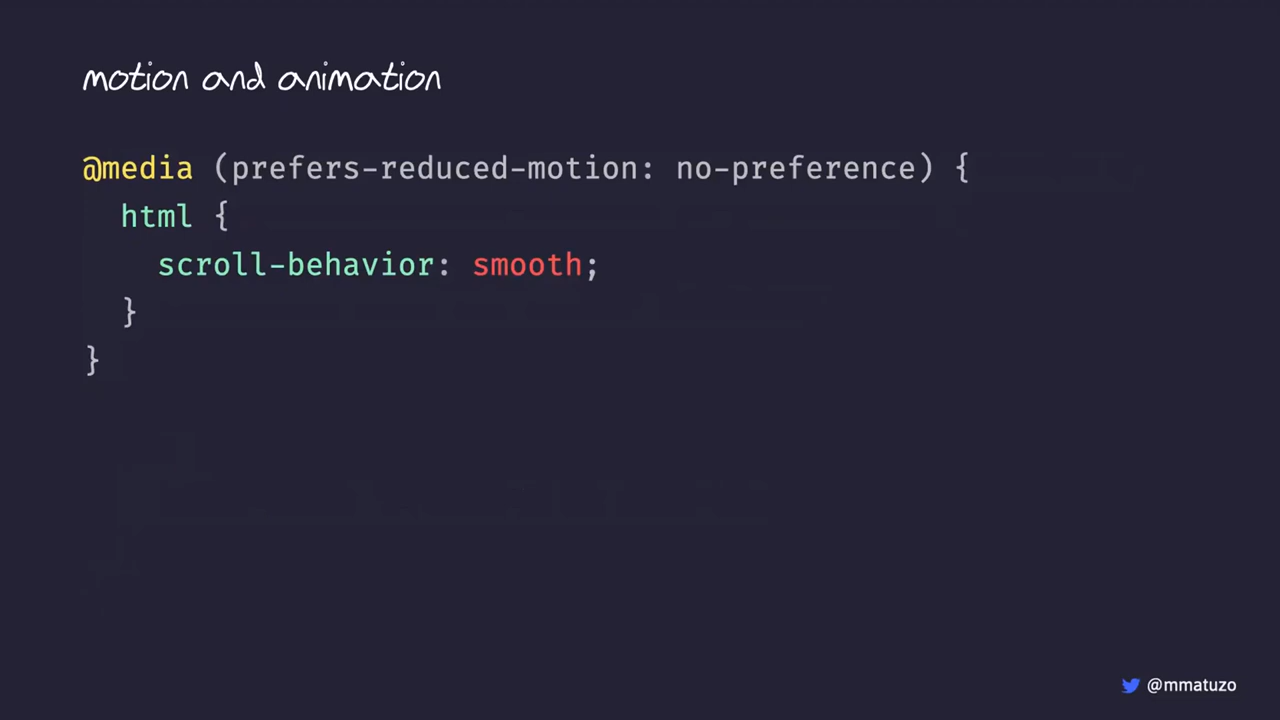 motion and animation
@media (prefers-reduced-motion: no-preference) {
  html {
    scroll-behavior: smooth;
  }
}
@mmatuzo